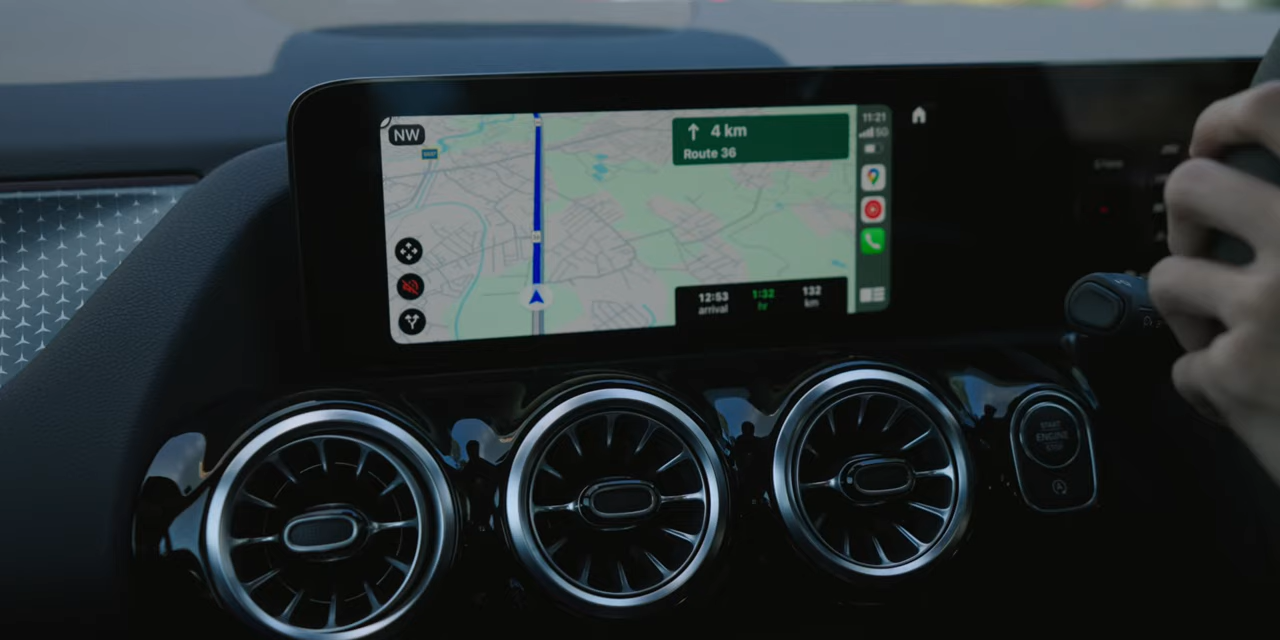 NW
4 km
Route 36
11:21
5G
12:53
arrival
1:32
hr
132
km
START
ENGINE
STOP